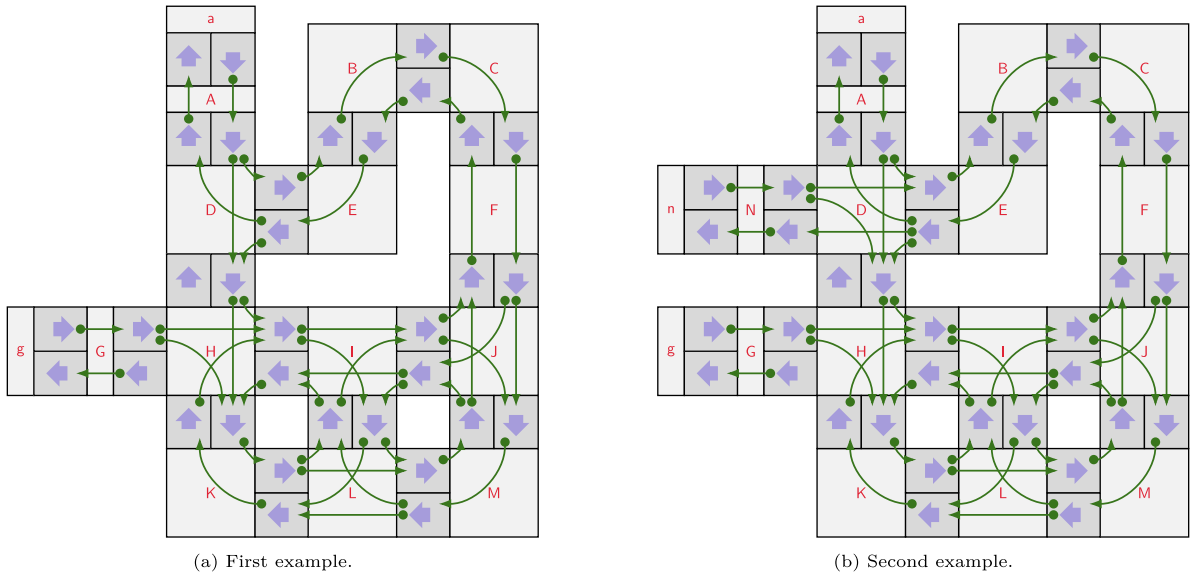 a a
B C B C
A A
D E F n N D E F
g G H I J g G H I J
K L M K L M
(a) First example. (b) Second example.